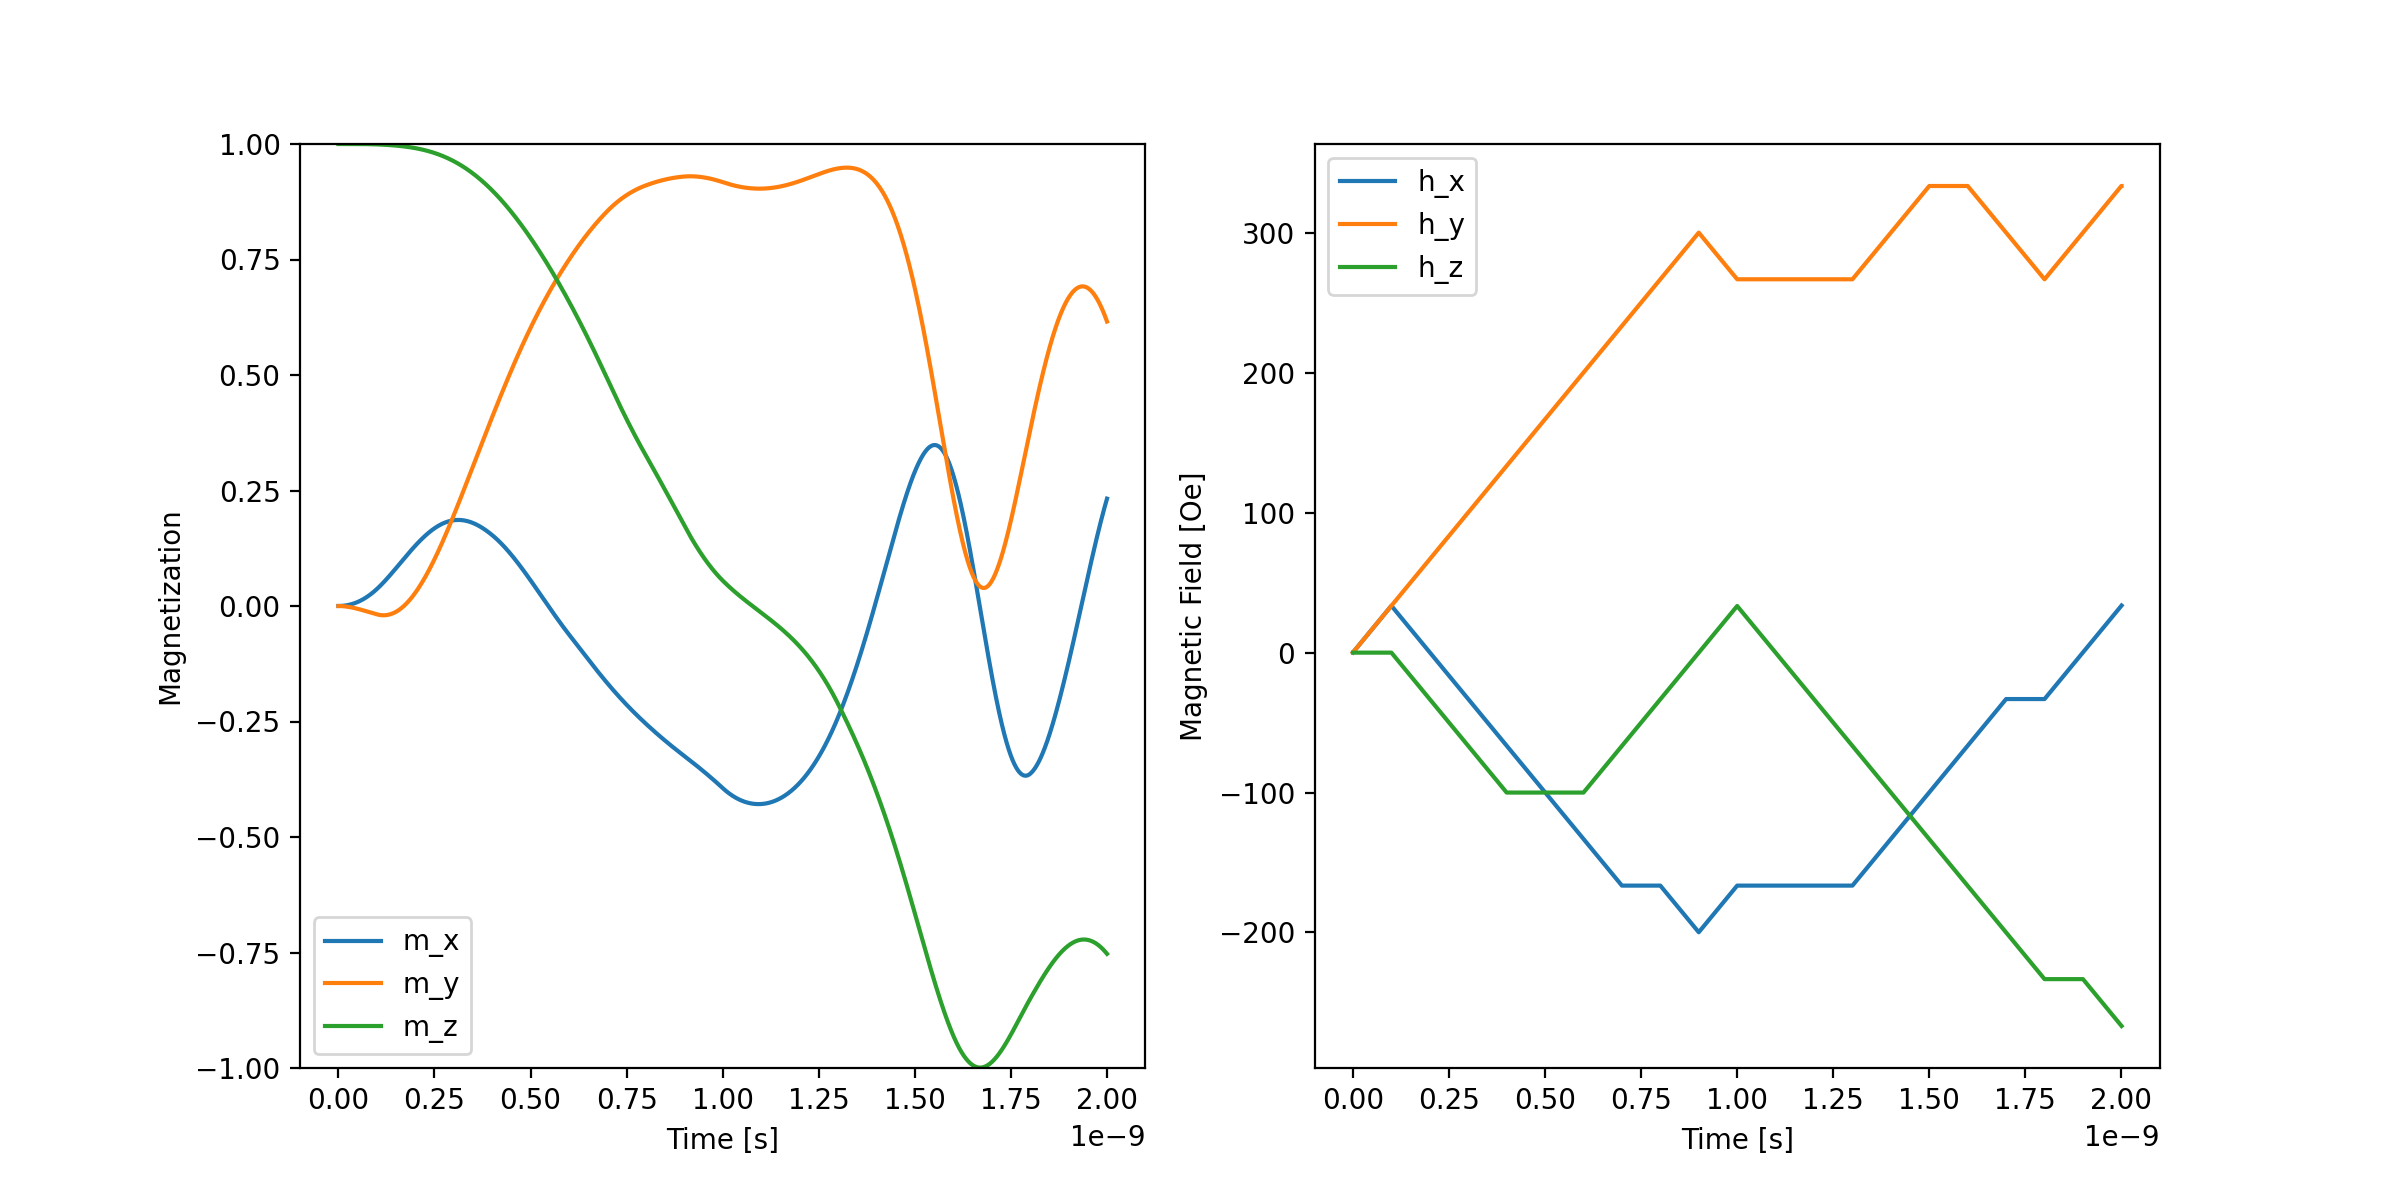 1.00
0.75
0.50
0.25
0.00
−0.25
−0.50
−0.75
−1.00
Magnetization
m_x
m_y
m_z
0.00 0.25 0.50 0.75 1.00 1.25 1.50 1.75 2.00
Time [s]
1e−9
h_x
h_y
h_z
300
200
100
0
−100
−200
Magnetic Field [Oe]
0.00 0.25 0.50 0.75 1.00 1.25 1.50 1.75 2.00
Time [s]
1e−9